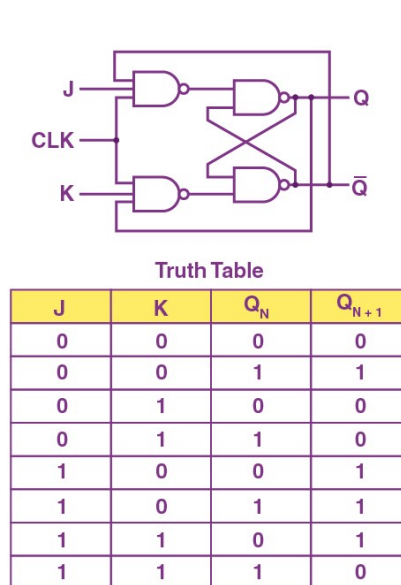 J
Q
CLK
K
Q̅
Truth Table
J K Q_N Q_{N+1}
0 0 0 0
0 0 1 1
0 1 0 0
0 1 1 0
1 0 0 1
1 0 1 1
1 1 0 1
1 1 1 0